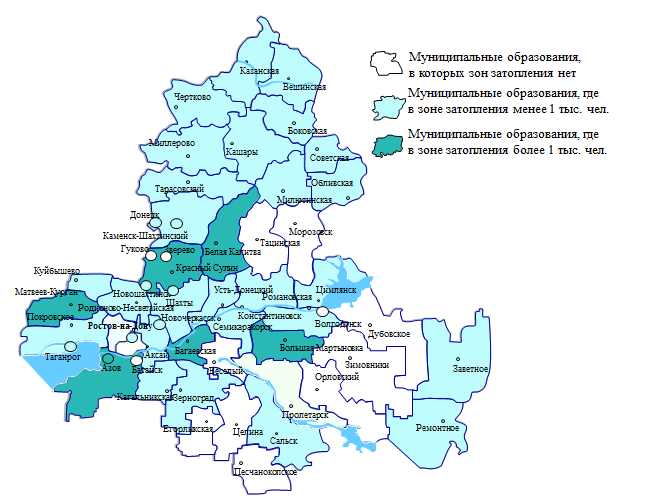 Муниципальные образования,
в которых зон затопления нет
Муниципальные образования, где
в зоне затопления менее 1 тыс. чел.
Муниципальные образования, где
в зоне затопления более 1 тыс. чел.
Казанская
Вешинская
Чертково
Боковская
Миллерово
Кашары
Советская
Тарасовский
Обливская
Милютинская
Донецк
Каменск-Шахтинский
Морозовск
Гуково
Зверево
Белая Калитва
Тацинская
Красный Сулин
Куйбышево
Матвеев-Курган
Новошахтинск
Усть-Донецкий
Романовская
Цимлянск
Родионово-Несветайская
Шахты
Покровское
Новочеркасск
Константиновск
Волгодонск
Ростов-на-Дону
Семикаракорск
Дубовское
Таганрог
Аксай
Багаевская
Большая Мартыновка
Азов
Батайск
Веселый
Зимовники
Заветное
Орловский
Кагальницкая
Зерноград
Пролетарск
Егорлыкская
Целина
Сальск
Ремонтное
Песчанокопское